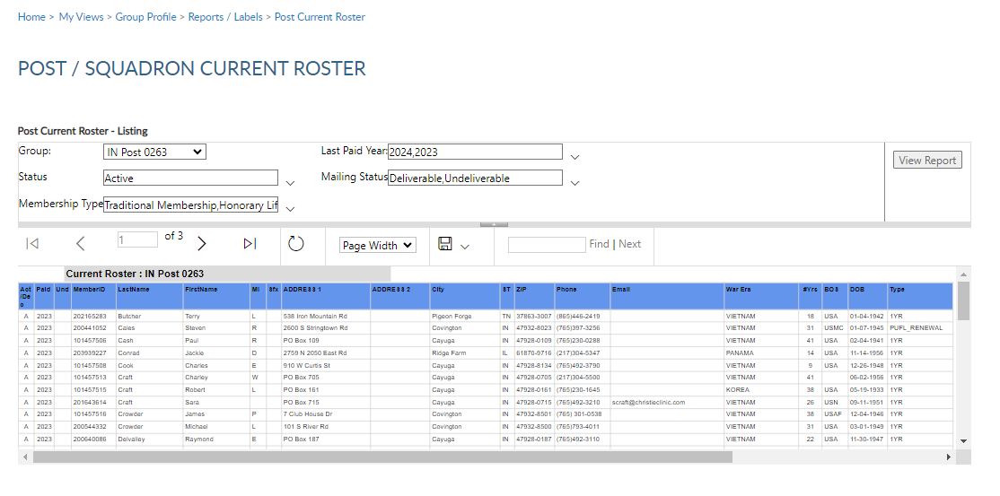 Home > My Views > Group Profile > Reports / Labels > Post Current Roster
POST / SQUADRON CURRENT ROSTER
Post Current Roster - Listing
Group: IN Post 0263 Last Paid Year: 2024,2023 View Report
Status Active Mailing Status Deliverable,Undeliverable
Membership Type Traditional Membership,Honorary Lif
1 of 3 Page Width Find | Next
Current Roster : IN Post 0263
Act/Deo Paid Und MemberID LastName FirstName MI Sfx ADDRESS 1 ADDRESS 2 City ST ZIP Phone Email War Era #Yrs BOS DOB Type
A 2023 202165283 Butcher Terry L 538 Iron Mountain Rd Pigeon Forge TN 37863-3007 (865)446-2419 VIETNAM 18 USA 01-04-1942 1YR
A 2023 200441052 Cales Steven R 2600 S Stringtown Rd Covington IN 47932-8023 (765)397-3256 VIETNAM 31 USMC 01-07-1945 PUFL_RENEWAL
A 2023 101457506 Cash Paul R PO Box 109 Cayuga IN 47928-0109 (765)230-0288 VIETNAM 41 USA 02-04-1941 1YR
A 2023 203939227 Conrad Jackie D 2759 N 2050 East Rd Ridge Farm IL 61870-9716 (217)304-5347 PANAMA 14 USA 11-14-1956 1YR
A 2023 101457508 Cook Charles E 910 W Curtis St Cayuga IN 47928-8134 (765)492-3790 VIETNAM 9 USA 12-26-1948 1YR
A 2023 101457513 Craft Charley W PO Box 705 Cayuga IN 47928-0705 (217)304-5500 VIETNAM 41 06-02-1956 1YR
A 2023 101457515 Craft Robert L PO Box 161 Cayuga IN 47928-0161 (765)230-1645 KOREA 38 USA 05-19-1933 1YR
A 2023 201643614 Craft Sara PO Box 715 Cayuga IN 47928-0715 (765)492-3210 scraft@christieclinic.com VIETNAM 26 USN 09-11-1951 1YR
A 2023 101457516 Crowder James P 7 Club House Dr Covington IN 47932-8501 (765) 301-0538 VIETNAM 38 USAF 12-04-1946 1YR
A 2023 200544332 Crowder Michael L 101 S River Rd Covington IN 47932-8500 (765)793-4011 VIETNAM 31 USA 03-01-1949 1YR
A 2023 200640086 Delvalley Raymond E PO Box 187 Cayuga IN 47928-0187 (765)492-3110 VIETNAM 22 USA 11-30-1947 1YR